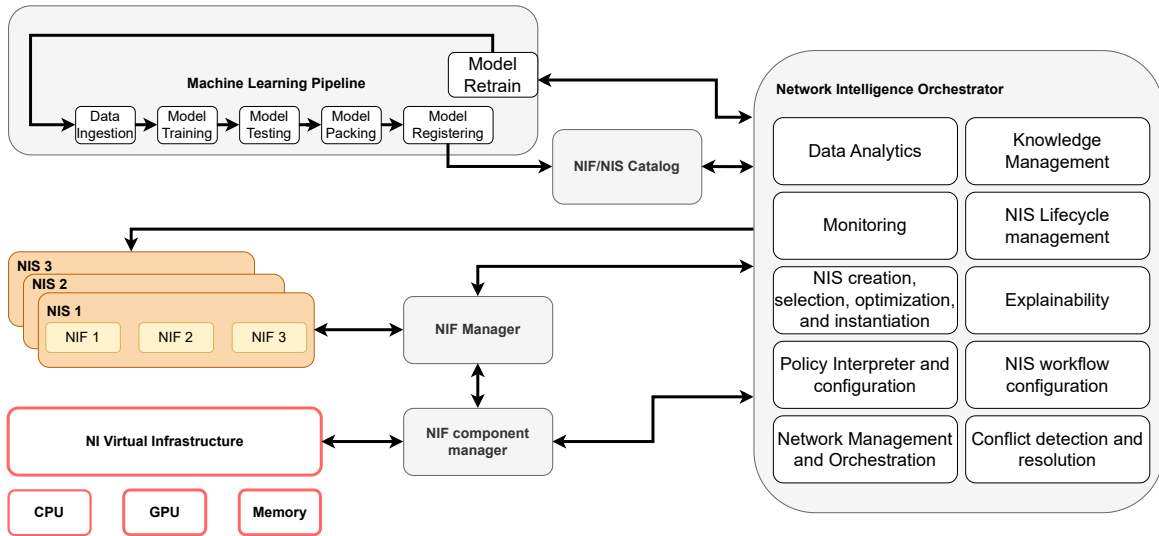 Machine Learning Pipeline
Model
Retrain
Data
Ingestion
Model
Training
Model
Testing
Model
Packing
Model
Registering
NIF/NIS Catalog
NIS 3
NIS 2
NIS 1
NIF 1
NIF 2
NIF 3
NIF Manager
NI Virtual Infrastructure
NIF component
manager
CPU
GPU
Memory
Network Intelligence Orchestrator
Data Analytics
Knowledge
Management
Monitoring
NIS Lifecycle
management
NIS creation,
selection, optimization,
and instantiation
Explainability
Policy Interpreter and
configuration
NIS workflow
configuration
Network Management
and Orchestration
Conflict detection and
resolution